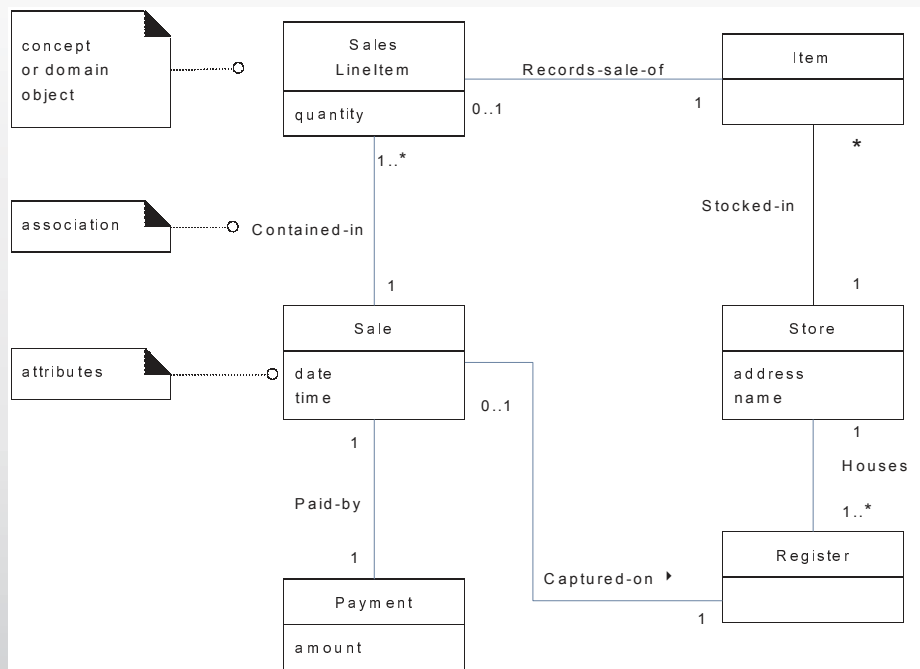 concept
or domain
object
Sales
LineItem
quantity
Records-sale-of
0..1
1
Item
1..*
*
association
Contained-in
Stocked-in
1
1
Sale
date
time
Store
address
name
attributes
0..1
1
1
Houses
Paid-by
1..*
1
Register
Captured-on
1
Payment
amount